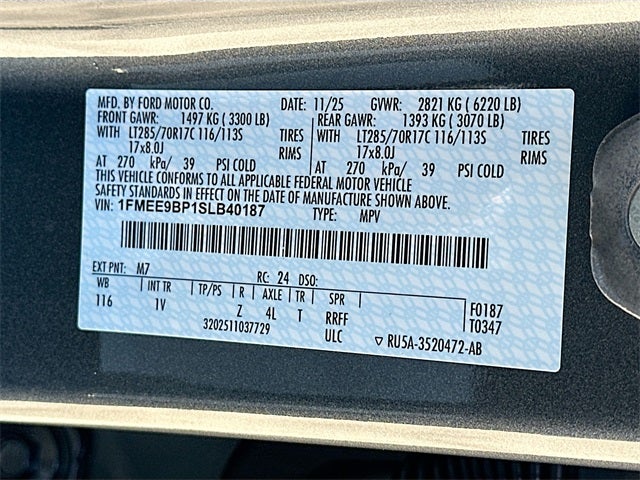 MFD. BY FORD MOTOR CO. DATE: 11/25 GVWR: 2821 KG ( 6220 LB)
FRONT GAWR: 1497 KG ( 3300 LB) REAR GAWR: 1393 KG ( 3070 LB)
WITH LT285/70R17C 116/113S TIRES WITH LT285/70R17C 116/113S TIRES
17x8.0J RIMS 17x8.0J RIMS
AT 270 kPa/ 39 PSI COLD AT 270 kPa/ 39 PSI COLD
THIS VEHICLE CONFORMS TO ALL APPLICABLE FEDERAL MOTOR VEHICLE
SAFETY STANDARDS IN EFFECT ON THE DATE OF MANUFACTURE SHOWN ABOVE.
VIN: 1FMEE9BP1SLB40187 TYPE: MPV
EXT PNT: M7 RC: 24 DSO:
WB INT TR TP/PS R AXLE TR SPR F0187
116 1V Z 4L T RRFF T0347
3202511037729 ULC ▽ RU5A-3520472-AB